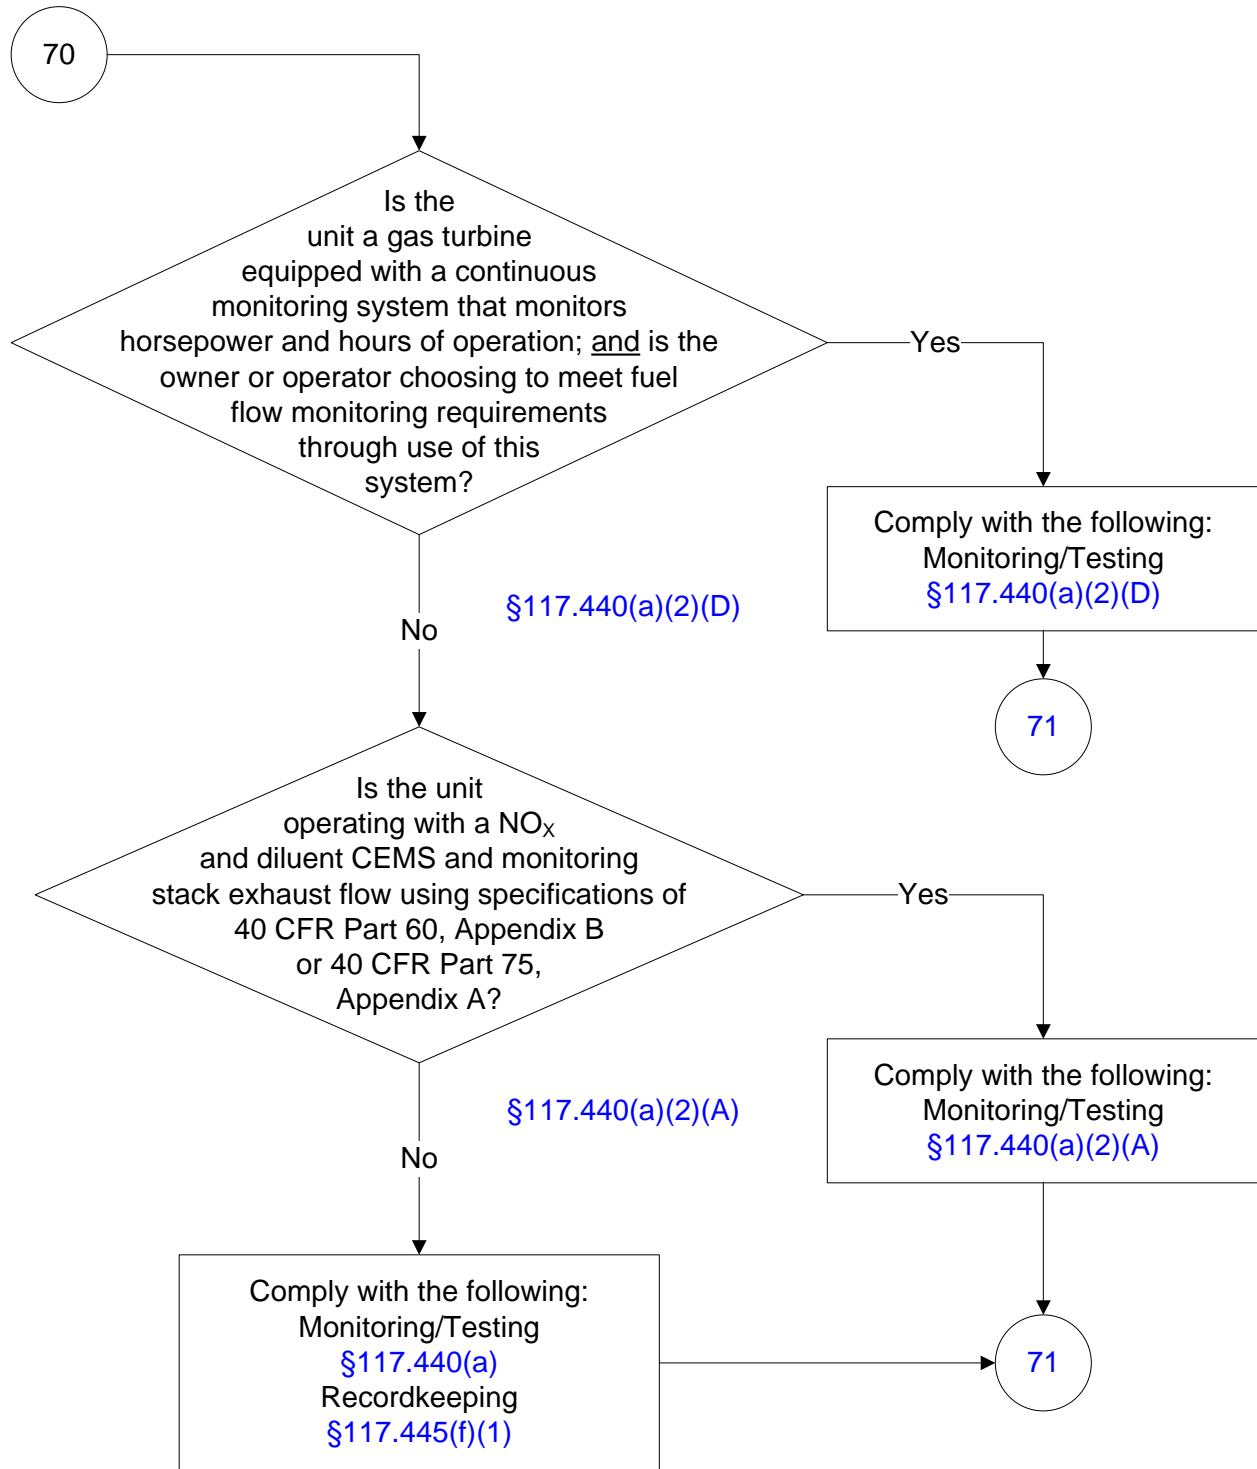 70
Is the
unit a gas turbine
equipped with a continuous
monitoring system that monitors
horsepower and hours of operation; and is the
owner or operator choosing to meet fuel
flow monitoring requirements
through use of this
system?
Yes
Comply with the following:
Monitoring/Testing
§117.440(a)(2)(D)
§117.440(a)(2)(D)
No
71
Is the unit
operating with a NOX
and diluent CEMS and monitoring
stack exhaust flow using specifications of
40 CFR Part 60, Appendix B
or 40 CFR Part 75,
Appendix A?
Yes
Comply with the following:
Monitoring/Testing
§117.440(a)(2)(A)
§117.440(a)(2)(A)
No
Comply with the following:
Monitoring/Testing
§117.440(a)
Recordkeeping
§117.445(f)(1)
71